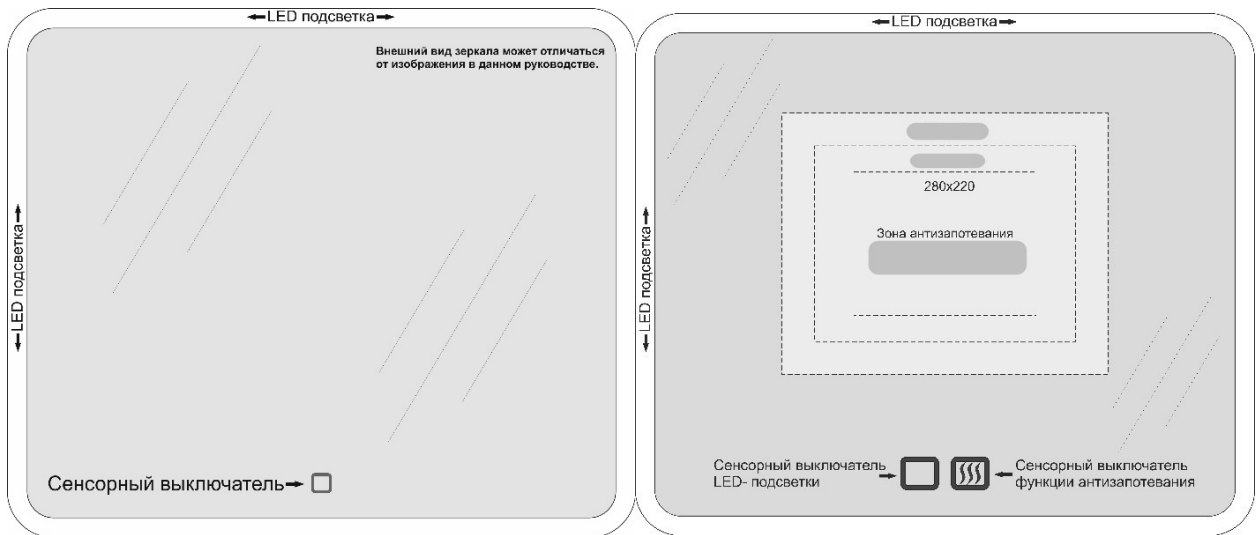 LED подсветка
Внешний вид зеркала может отличаться
от изображения в данном руководстве.
LED подсветка
Сенсорный выключатель
LED подсветка
LED подсветка
280x220
Зона антизапотевания
Сенсорный выключатель
LED- подсветки
Сенсорный выключатель
функции антизапотевания